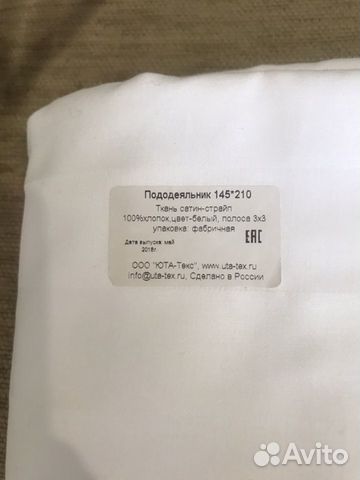 Пододеяльник 145*210
Ткань сатин-страйп
100%хлопок,цвет-белый, полоса 3х3
упаковка: фабричная
EAC
Дата выпуска: май
2018г.
ООО "ЮТА-Текс", www.uta-tex.ru
info@uta-tex.ru, Сделано в России
Avito